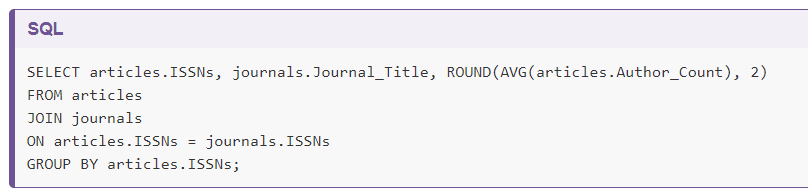 SQL
SELECT articles.ISSNs, journals.Journal_Title, ROUND(AVG(articles.Author_Count), 2)
FROM articles
JOIN journals
ON articles.ISSNs = journals.ISSNs
GROUP BY articles.ISSNs;